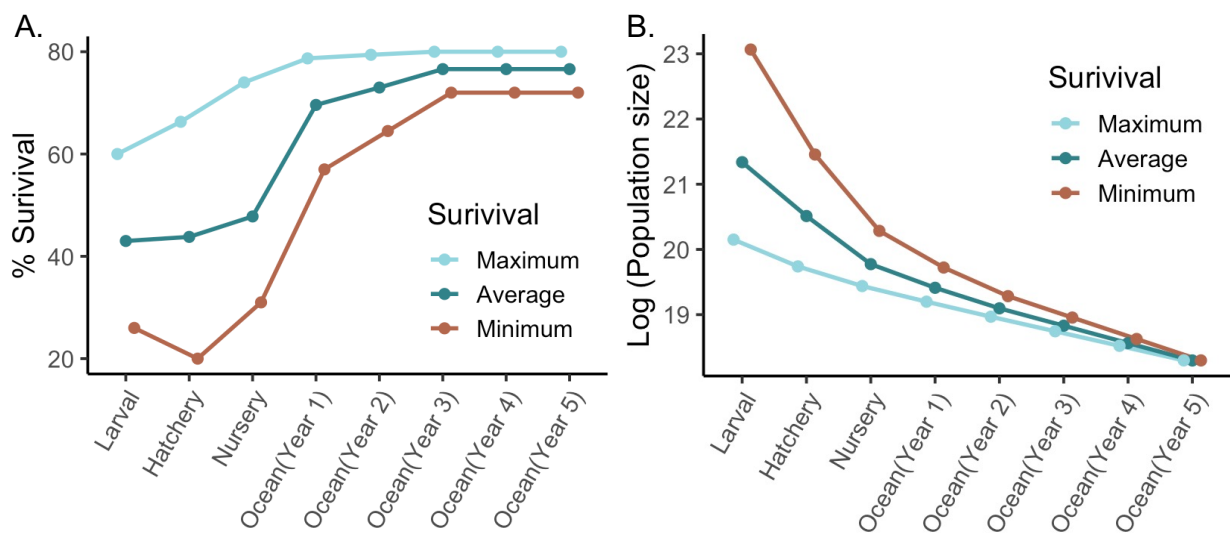 A.
% Surivival
80
60
40
20
Surivival
Maximum
Average
Minimum
Larval
Hatchery
Nursery
Ocean(Year 1)
Ocean(Year 2)
Ocean(Year 3)
Ocean(Year 4)
Ocean(Year 5)
B.
Log (Population size)
23
22
21
20
19
Surivival
Maximum
Average
Minimum
Larval
Hatchery
Nursery
Ocean(Year 1)
Ocean(Year 2)
Ocean(Year 3)
Ocean(Year 4)
Ocean(Year 5)